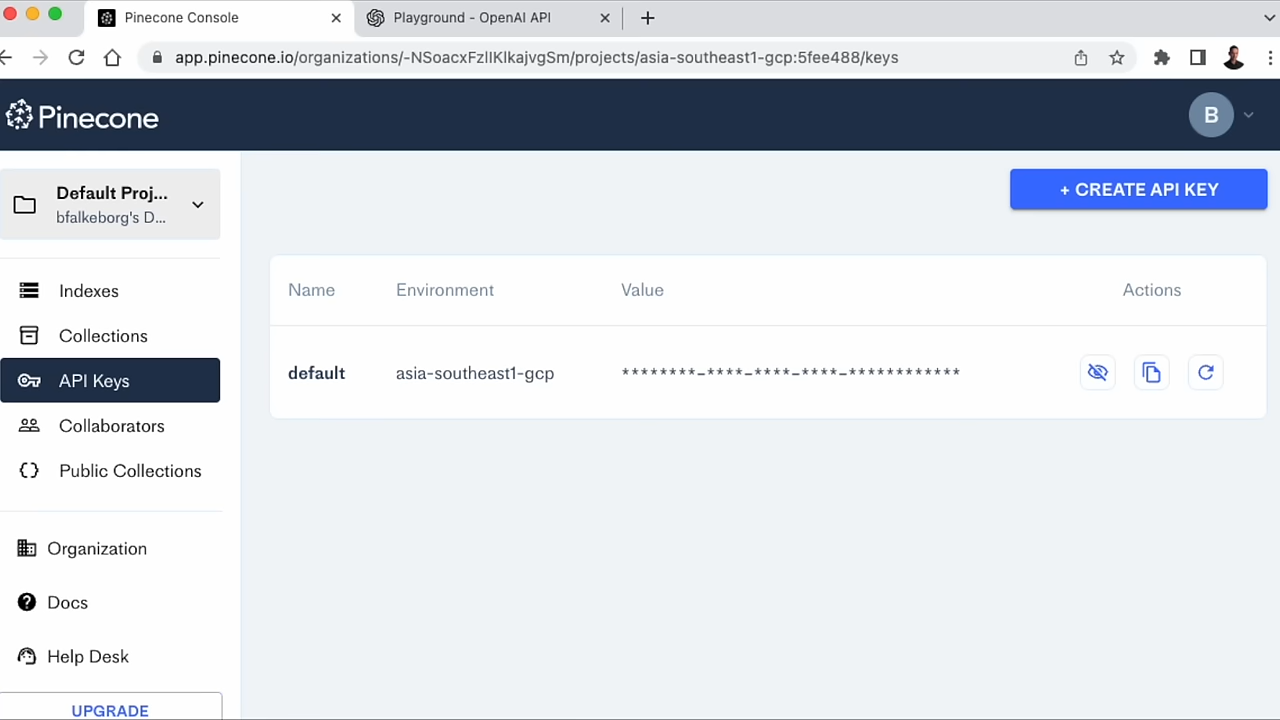 Pinecone Console
Playground - OpenAI API
app.pinecone.io/organizations/-NSoacxFzlIKlkajvgSm/projects/asia-southeast1-gcp:5fee488/keys
Pinecone
B
Default Proj...
bfalkeborg's D...
+ CREATE API KEY
Name Environment Value Actions
default asia-southeast1-gcp ********-****-****-****-************
Indexes
Collections
API Keys
Collaborators
Public Collections
Organization
Docs
Help Desk
UPGRADE